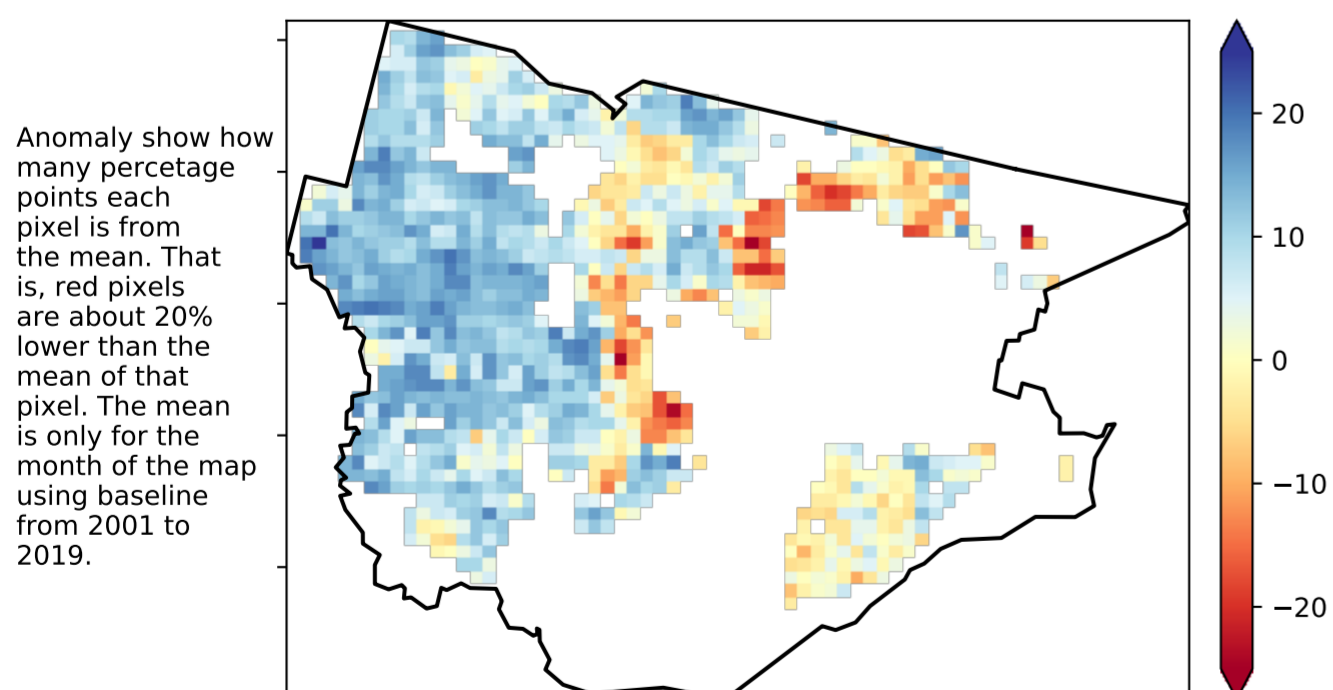 Anomaly show how
many percetage
points each
pixel is from
the mean. That
is, red pixels
are about 20%
lower than the
mean of that
pixel. The mean
is only for the
month of the map
using baseline
from 2001 to
2019.
20
10
0
−10
−20